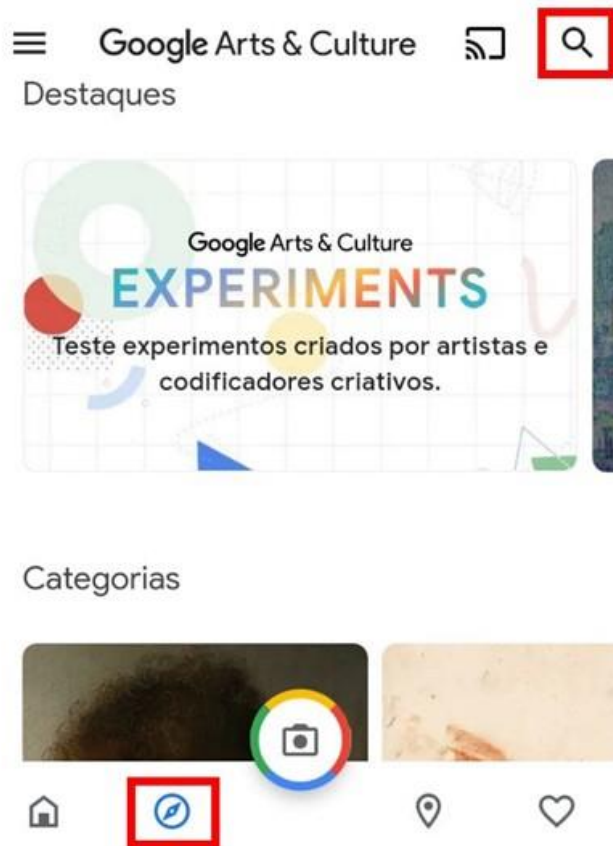 Google Arts & Culture
Destaques
Google Arts & Culture
EXPERIMENTS
Teste experimentos criados por artistas e
codificadores criativos.
Categorias